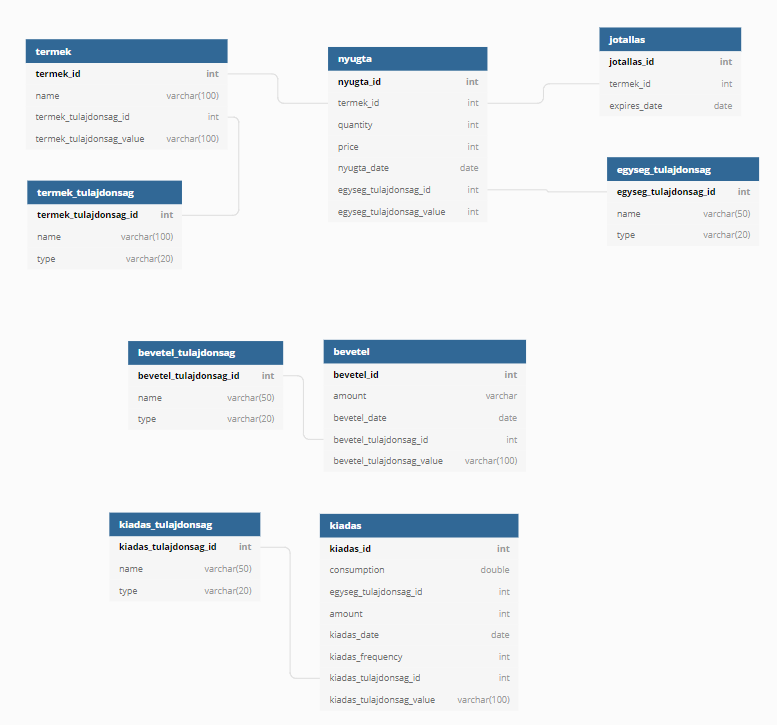 termek
termek_id int
name varchar(100)
termek_tulajdonsag_id int
termek_tulajdonsag_value varchar(100)
termek_tulajdonsag
termek_tulajdonsag_id int
name varchar(100)
type varchar(20)
nyugta
nyugta_id int
termek_id int
quantity int
price int
nyugta_date date
egyseg_tulajdonsag_id int
egyseg_tulajdonsag_value int
jotallas
jotallas_id int
termek_id int
expires_date date
egyseg_tulajdonsag
egyseg_tulajdonsag_id int
name varchar(50)
type varchar(20)
bevetel_tulajdonsag
bevetel_tulajdonsag_id int
name varchar(50)
type varchar(20)
bevetel
bevetel_id int
amount varchar
bevetel_date date
bevetel_tulajdonsag_id int
bevetel_tulajdonsag_value varchar(100)
kiadas_tulajdonsag
kiadas_tulajdonsag_id int
name varchar(50)
type varchar(20)
kiadas
kiadas_id int
consumption double
egyseg_tulajdonsag_id int
amount int
kiadas_date date
kiadas_frequency int
kiadas_tulajdonsag_id int
kiadas_tulajdonsag_value varchar(100)